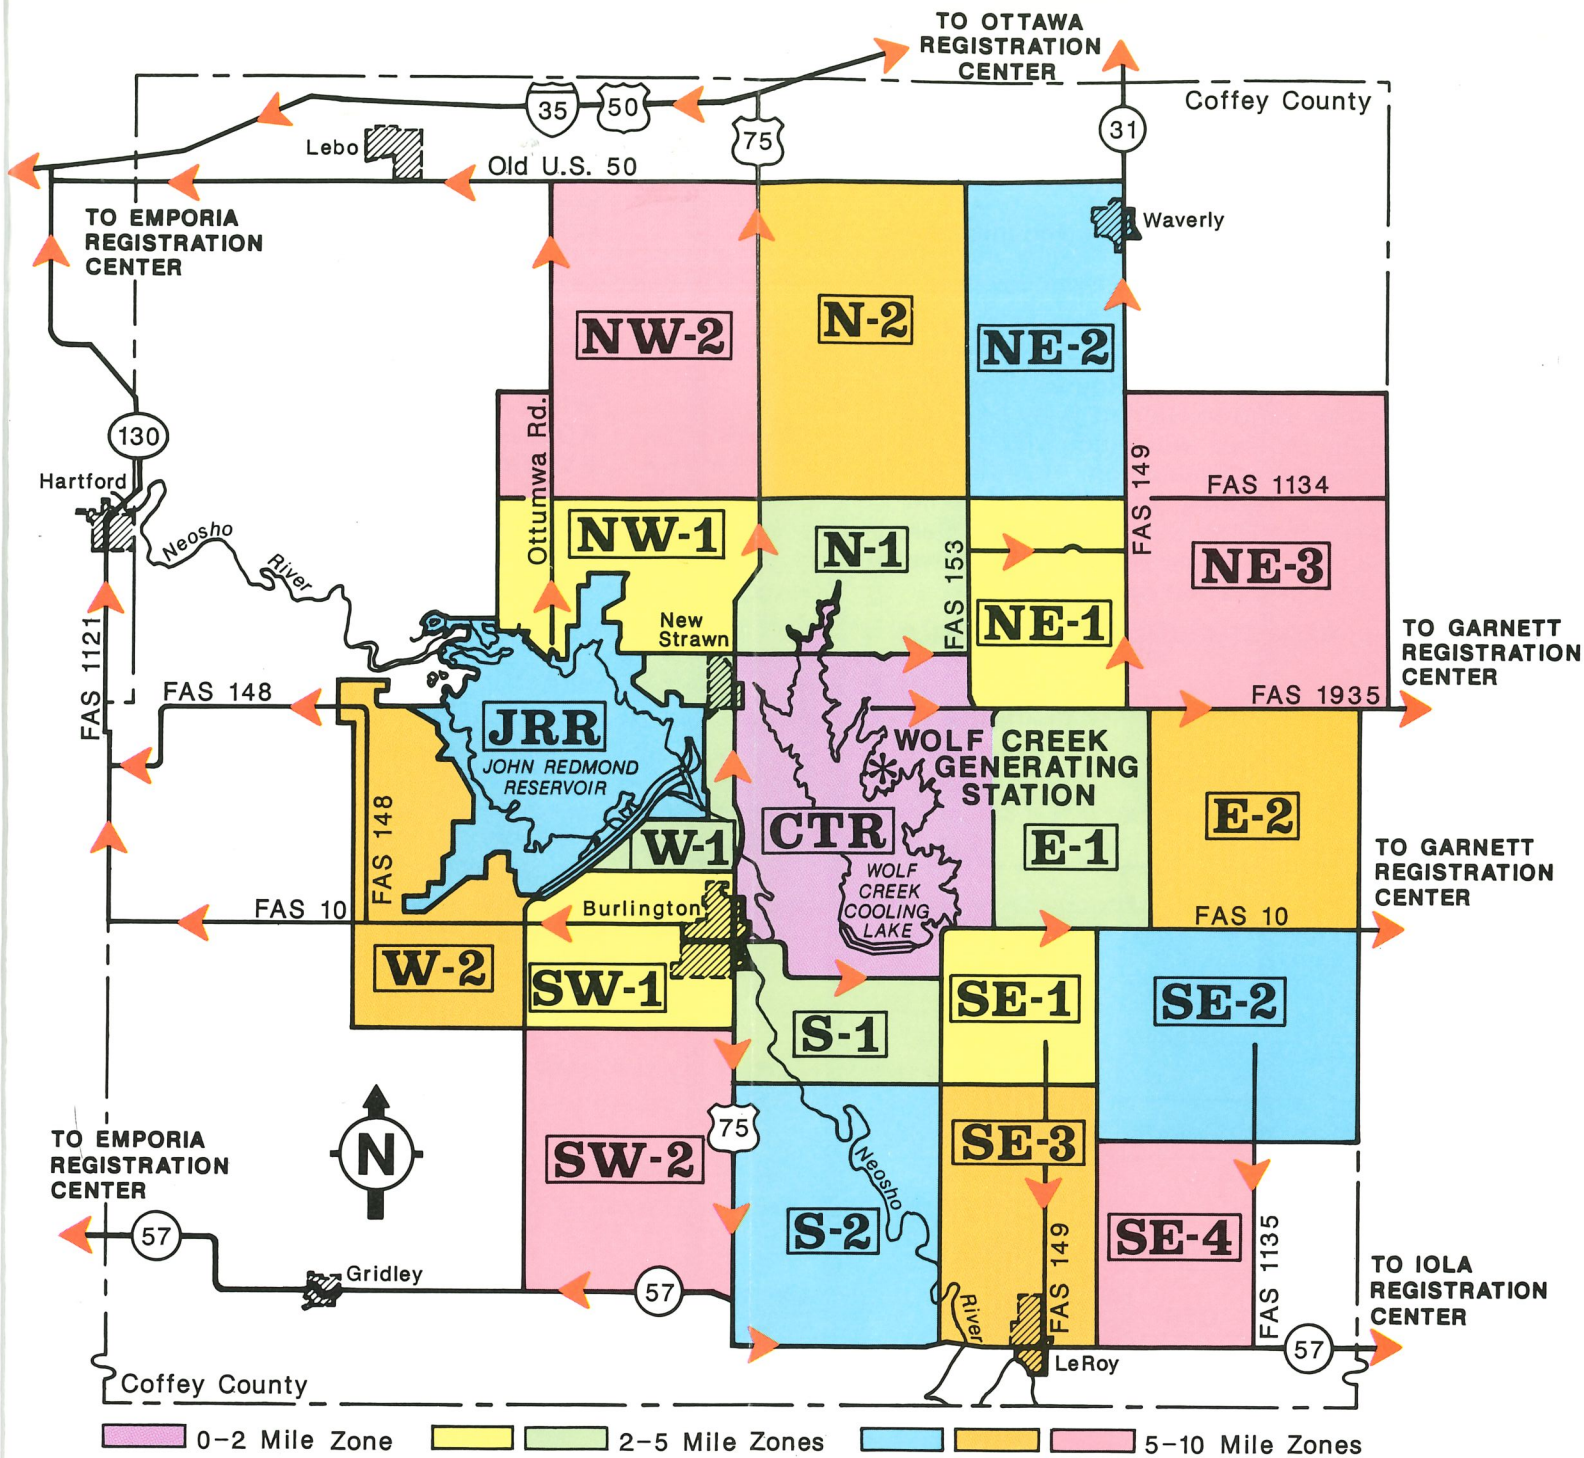 TO OTTAWA
REGISTRATION
CENTER
Coffey County
35
50
75
31
Lebo
Old U.S. 50
TO EMPORIA
REGISTRATION
CENTER
Waverly
NW-2
N-2
NE-2
130
Ottumwa Rd.
FAS 149
FAS 1134
Hartford
Neosho
River
NW-1
N-1
FAS 153
NE-3
NE-1
New
Strawn
FAS 1121
TO GARNETT
REGISTRATION
CENTER
FAS 148
FAS 1935
JRR
JOHN REDMOND
RESERVOIR
WOLF CREEK
GENERATING
STATION
FAS 148
CTR
W-1
E-1
E-2
TO GARNETT
REGISTRATION
CENTER
WOLF
CREEK
COOLING
LAKE
FAS 10
Burlington
FAS 10
W-2
SW-1
SE-1
SE-2
S-1
75
N
TO EMPORIA
REGISTRATION
CENTER
SW-2
SE-3
Neosho
S-2
SE-4
FAS 149
FAS 1135
57
Gridley
57
River
TO IOLA
REGISTRATION
CENTER
57
LeRoy
Coffey County
0-2 Mile Zone
2-5 Mile Zones
5-10 Mile Zones